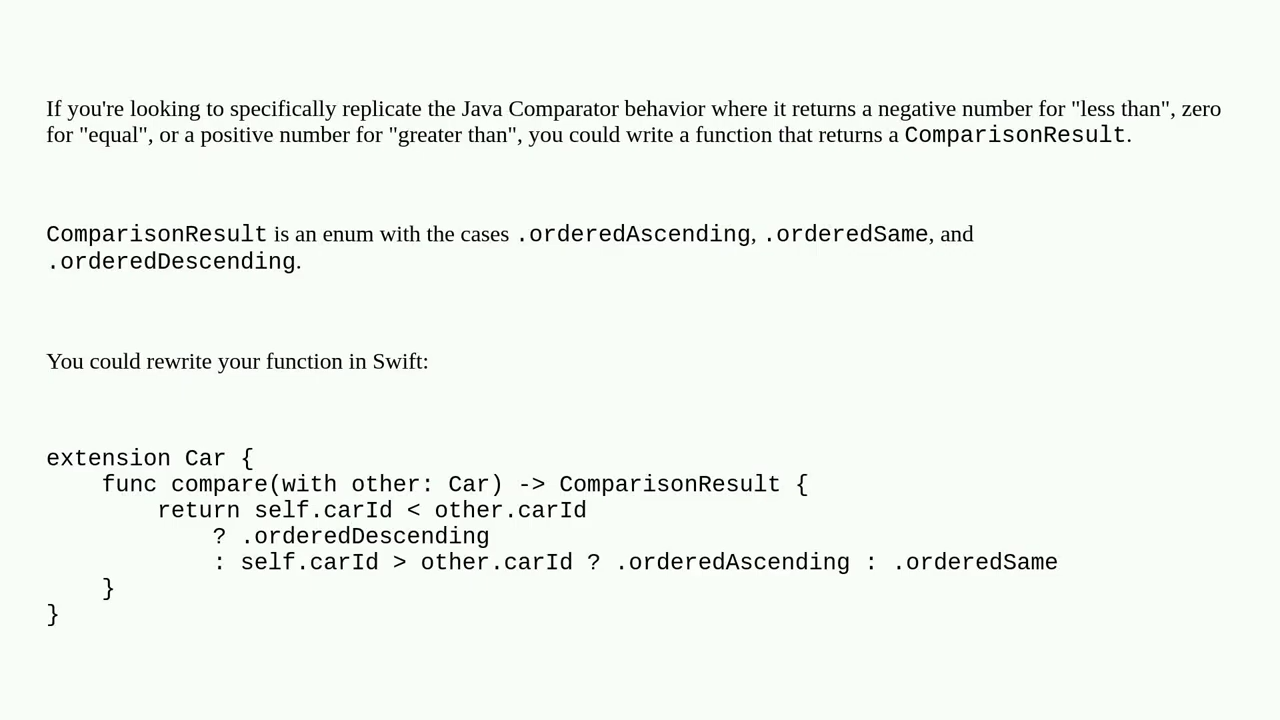 If you're looking to specifically replicate the Java Comparator behavior where it returns a negative number for "less than", zero
for "equal", or a positive number for "greater than", you could write a function that returns a ComparisonResult.
ComparisonResult is an enum with the cases .orderedAscending, .orderedSame, and
.orderedDescending.
You could rewrite your function in Swift:
extension Car {
    func compare(with other: Car) -> ComparisonResult {
        return self.carId < other.carId
            ? .orderedDescending
            : self.carId > other.carId ? .orderedAscending : .orderedSame
    }
}